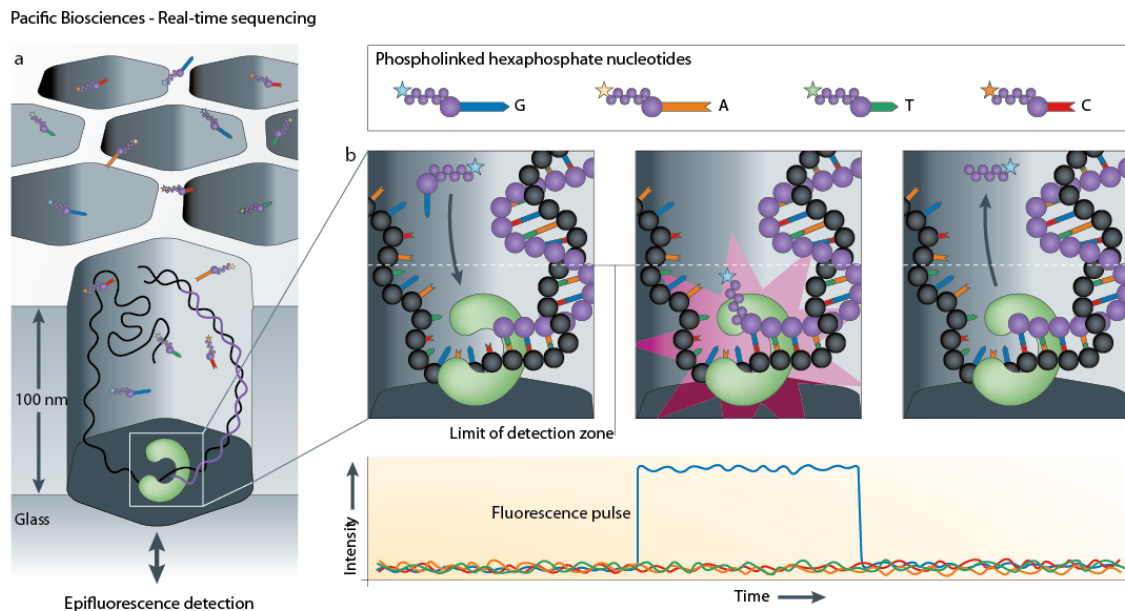 Pacific Biosciences - Real-time sequencing
a
Phospholinked hexaphosphate nucleotides
G
A
T
C
b
100 nm
Limit of detection zone
Glass
Fluorescence pulse
Intensity
Time
Epifluorescence detection